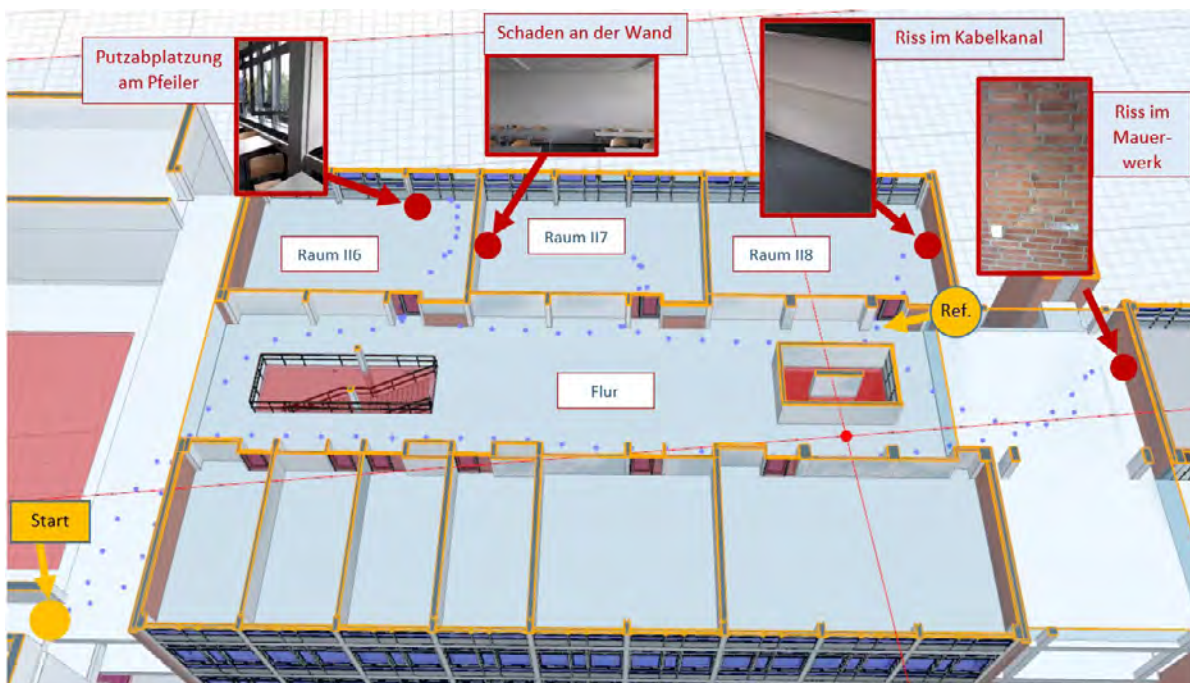 Putzabplatzung
am Pfeiler
Schaden an der Wand
Riss im Kabelkanal
Riss im
Mauer-
werk
Raum II6
Raum II7
Raum II8
Ref.
Flur
Start